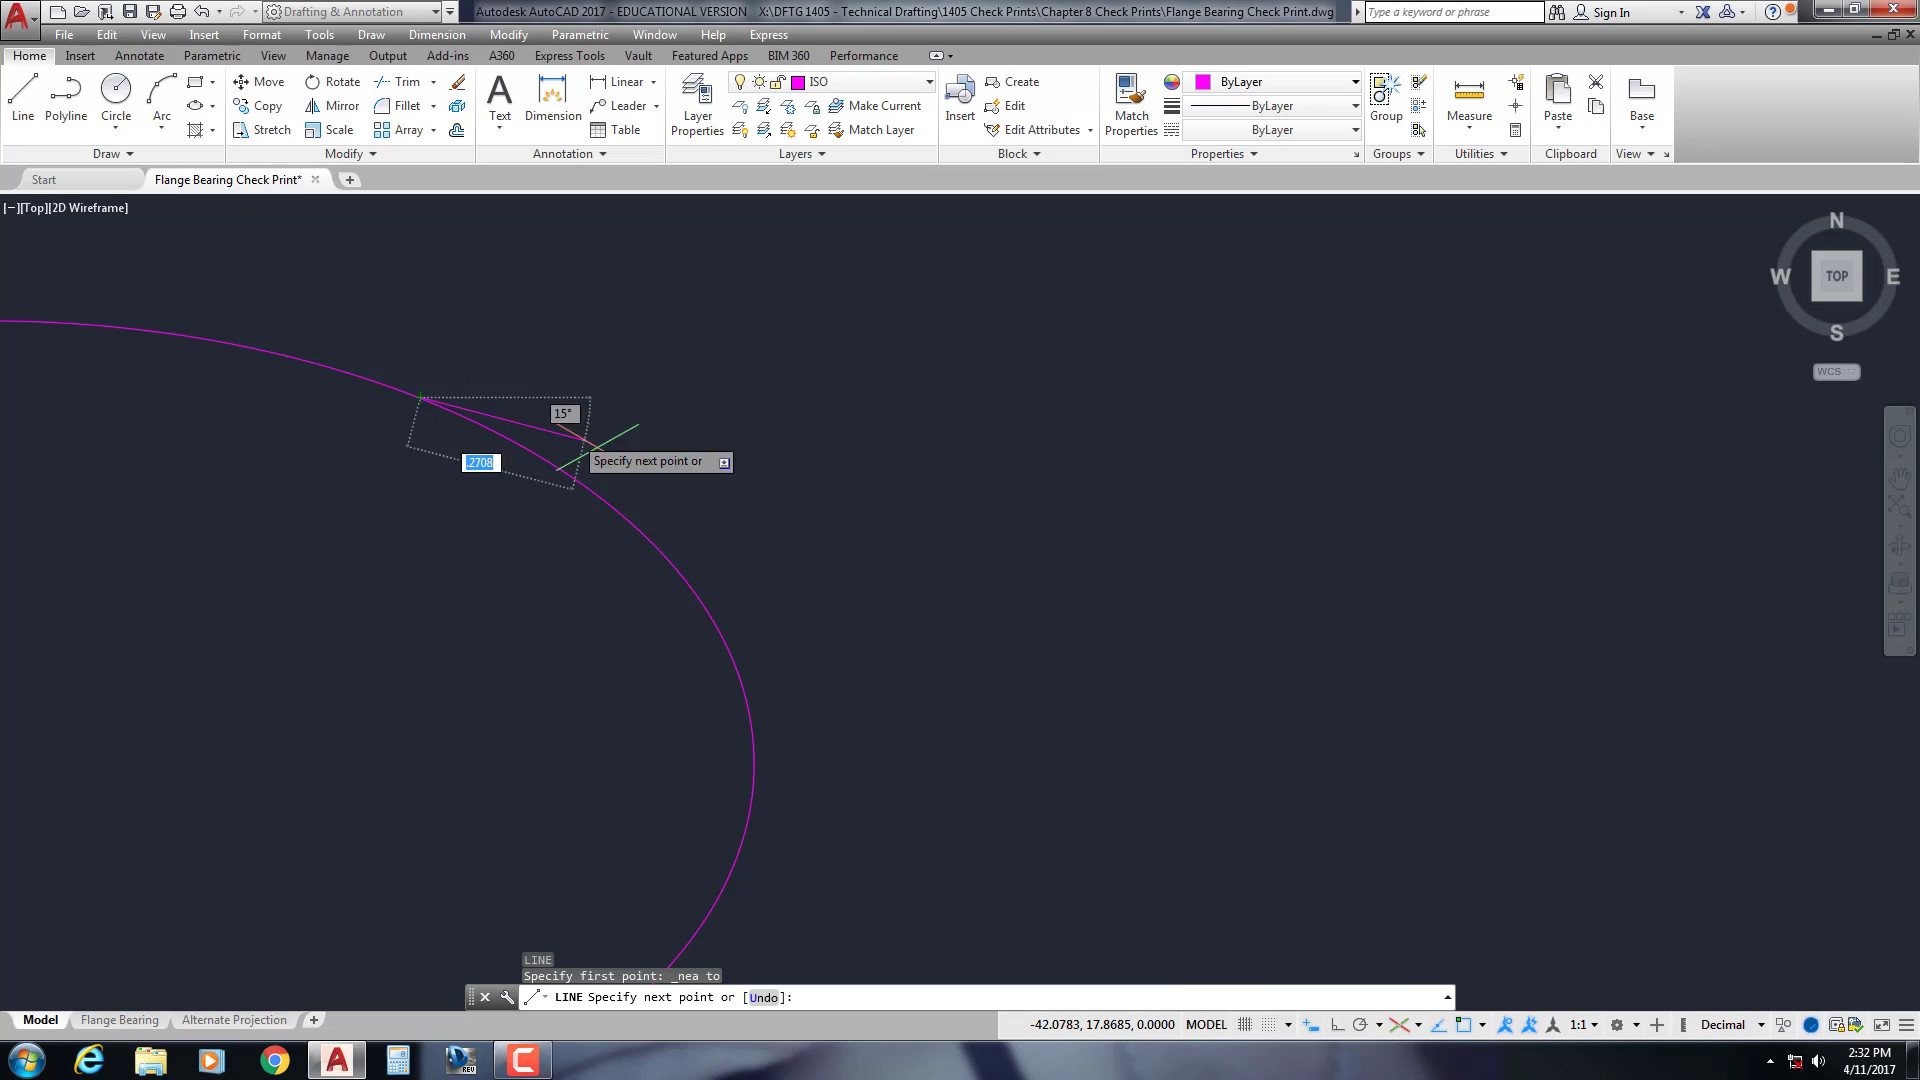 Drafting & Annotation
Autodesk AutoCAD 2017 - EDUCATIONAL VERSION X:\DFTG 1405 - Technical Drafting\1405 Check Prints\Chapter 8 Check Prints\Flange Bearing Check Print.dwg
Type a keyword or phrase
Sign In
File Edit View Insert Format Tools Draw Dimension Modify Parametric Window Help Express
Home Insert Annotate Parametric View Manage Output Add-ins A360 Express Tools Vault Featured Apps BIM 360 Performance
Line Polyline Circle Arc
Draw
Move Rotate Trim
Copy Mirror Fillet
Stretch Scale Array
Modify
Text Dimension
Linear
Leader
Table
Annotation
Layer Properties
ISO
Make Current
Match Layer
Layers
Insert
Create
Edit
Edit Attributes
Block
Match Properties
ByLayer
ByLayer
ByLayer
Properties
Group
Groups
Measure
Utilities
Paste
Clipboard
Base
View
Start
Flange Bearing Check Print*
[−][Top][2D Wireframe]
N
W TOP E
S
WCS
15°
.2708
Specify next point or
LINE
Specify first point: _nea to
LINE Specify next point or [Undo]:
Model Flange Bearing Alternate Projection
-42.0783, 17.8685, 0.0000 MODEL
1:1
Decimal
REV
2:32 PM
4/11/2017